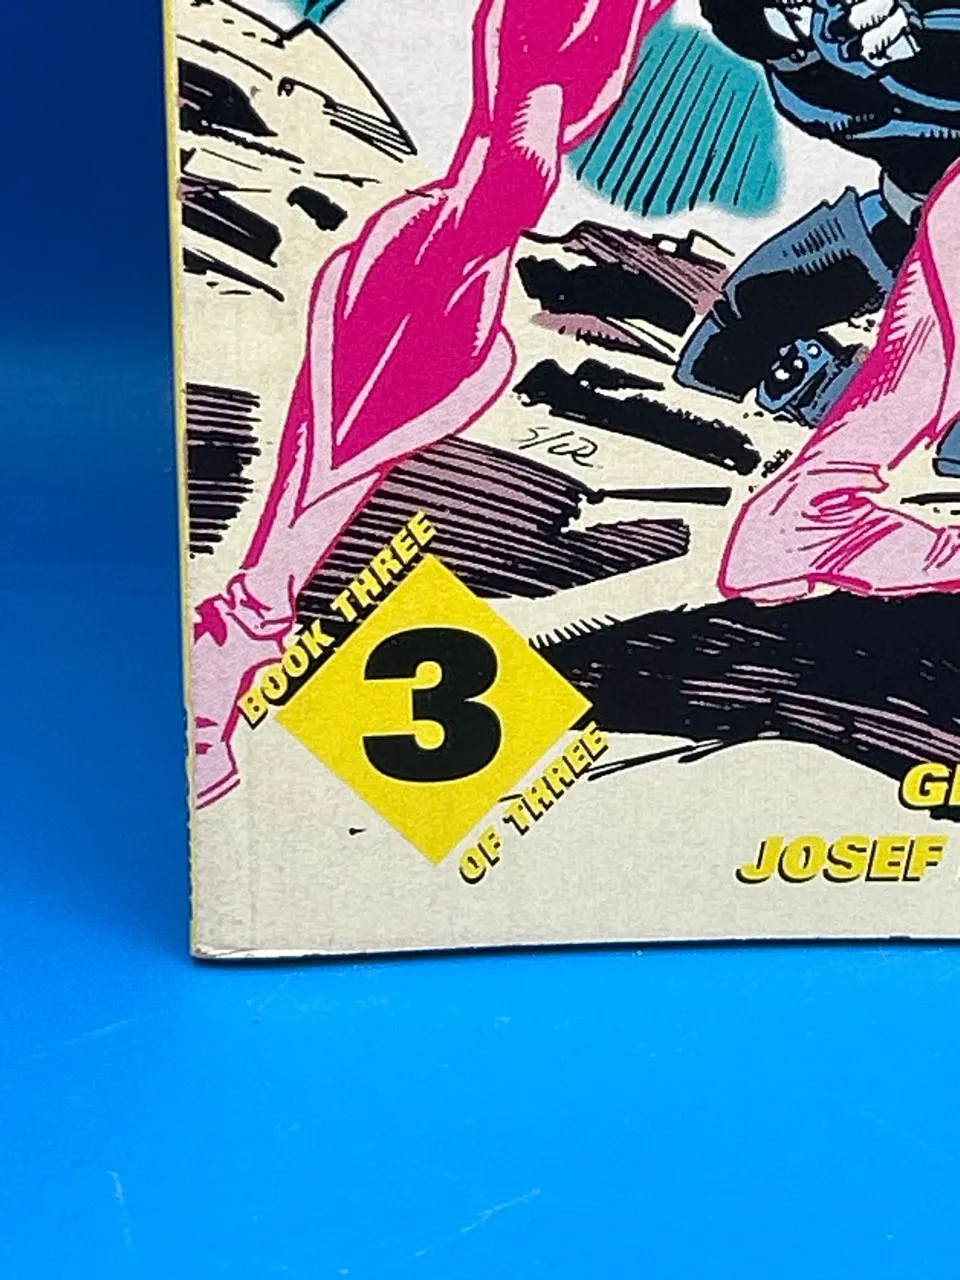 BOOK THREE
3
OF THREE
JOSEF